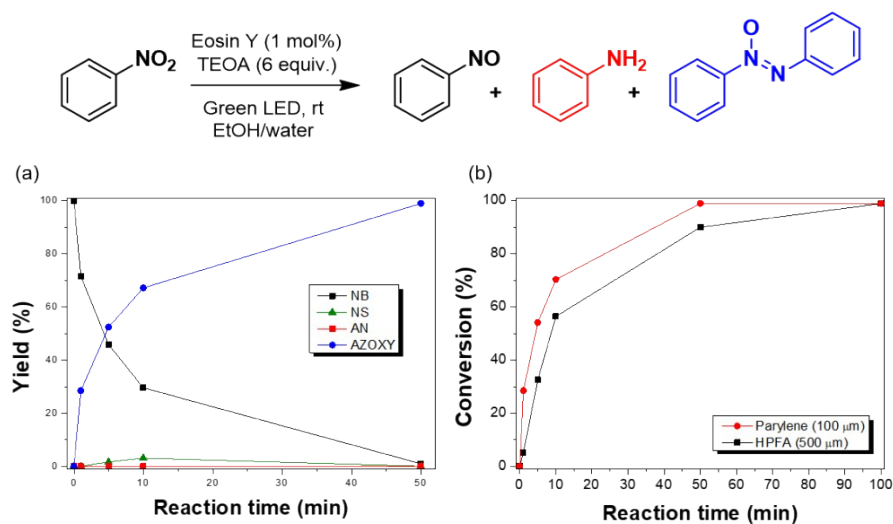 NO2
Eosin Y (1 mol%)
TEOA (6 equiv.)
Green LED, rt
EtOH/water
NO
+
NH2
+
O
N
N
(a)
Yield (%)
100
80
60
40
20
0
0
10
20
30
40
50
NB
NS
AN
AZOXY
Reaction time (min)
(b)
Conversion (%)
100
80
60
40
20
0
0
10
20
30
40
50
60
70
80
90
100
Parylene (100 μm)
HPFA (500 μm)
Reaction time (min)